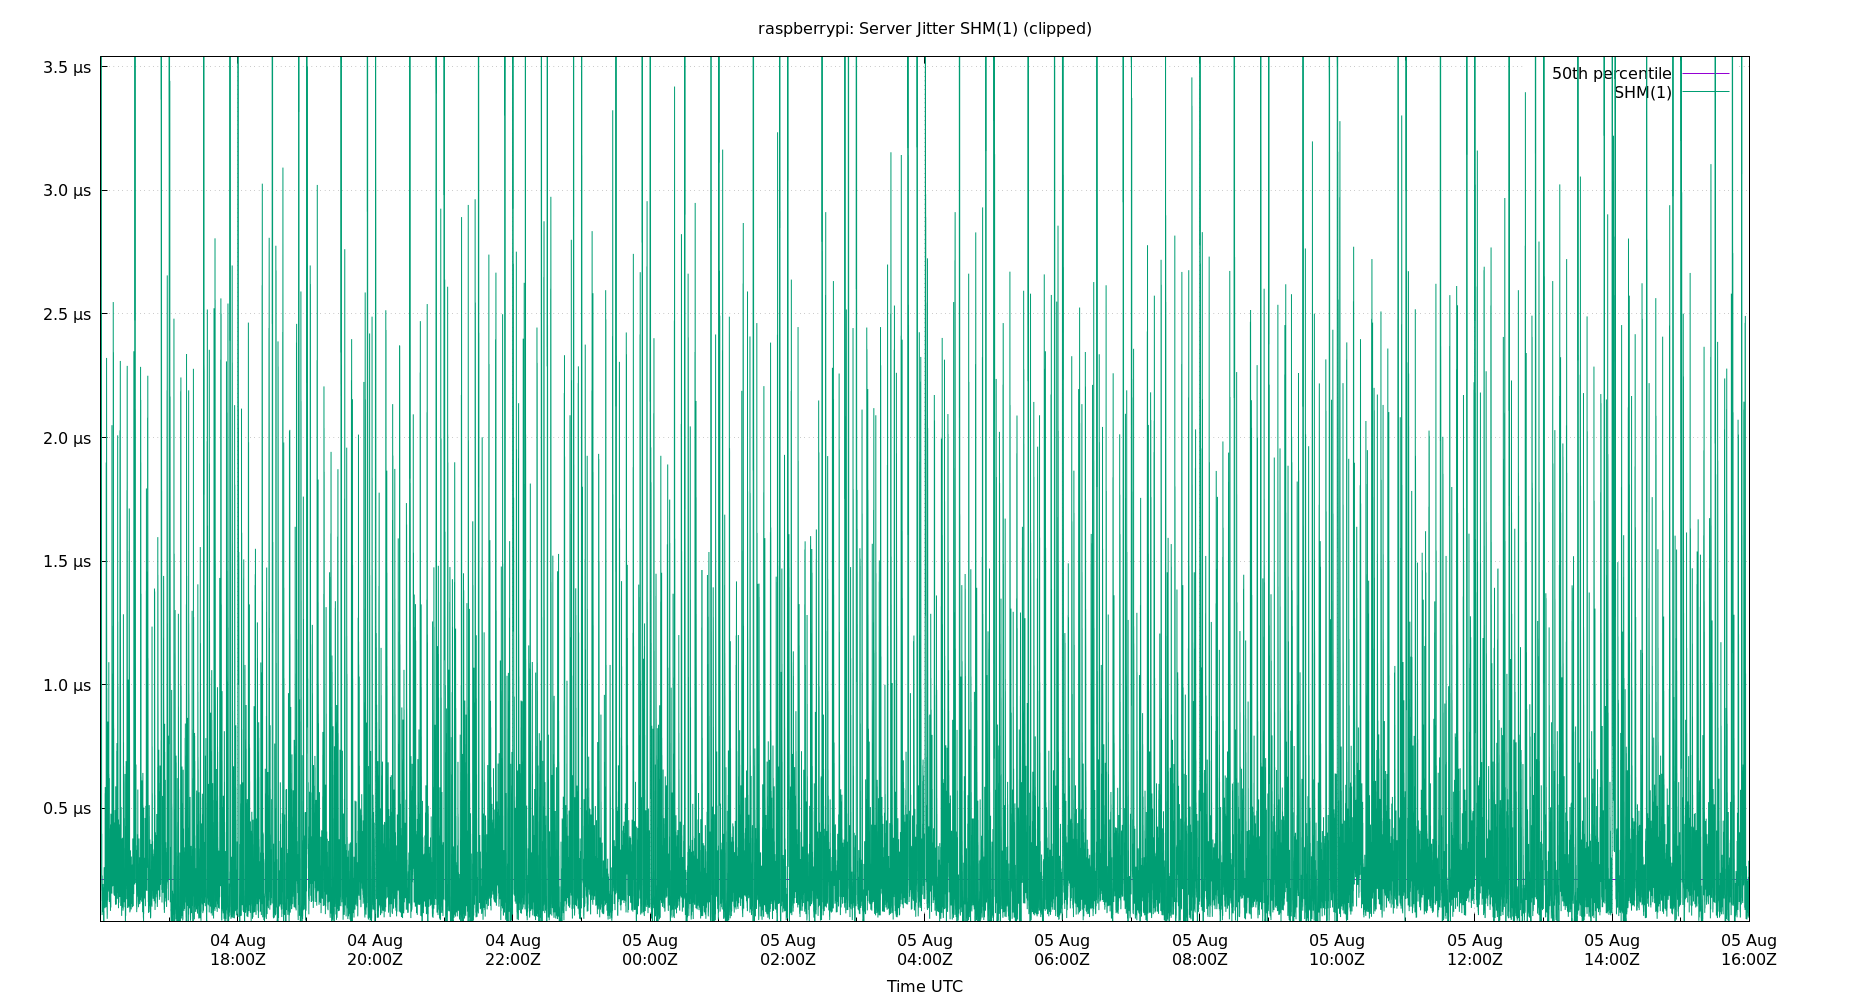 raspberrypi: Server Jitter SHM(1) (clipped)
3.5 µs
3.0 µs
2.5 µs
2.0 µs
1.5 µs
1.0 µs
0.5 µs
50th percentile
SHM(1)
04 Aug
18:00Z
04 Aug
20:00Z
04 Aug
22:00Z
05 Aug
00:00Z
05 Aug
02:00Z
05 Aug
04:00Z
05 Aug
06:00Z
05 Aug
08:00Z
05 Aug
10:00Z
05 Aug
12:00Z
05 Aug
14:00Z
05 Aug
16:00Z
Time UTC